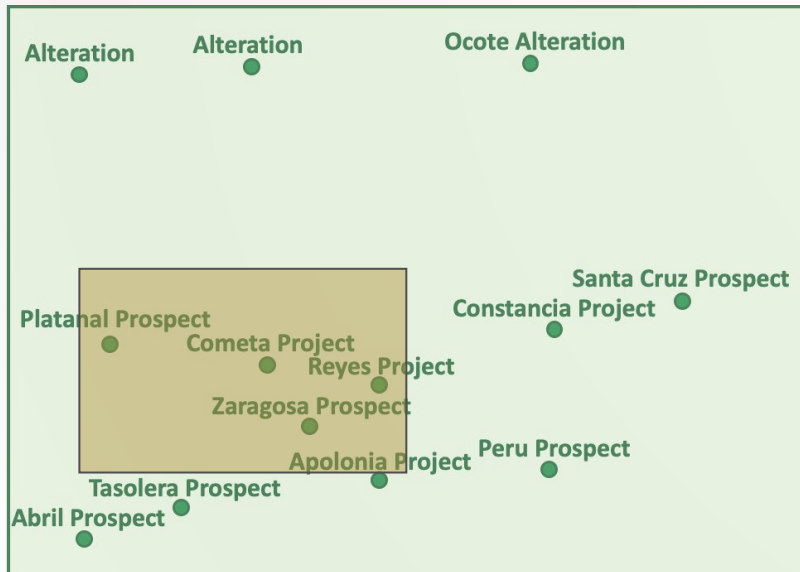 Alteration
Alteration
Ocote Alteration
Santa Cruz Prospect
Constancia Project
Platanal Prospect
Cometa Project
Reyes Project
Zaragosa Prospect
Apolonia Project
Peru Prospect
Tasolera Prospect
Abril Prospect